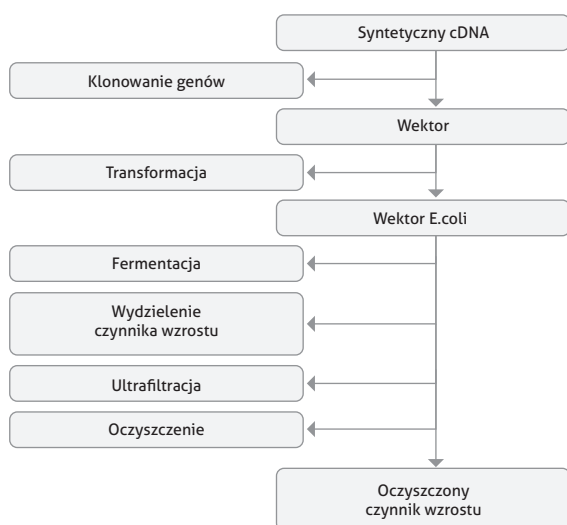 Syntetyczny cDNA
Klonowanie genów
Wektor
Transformacja
Wektor E.coli
Fermentacja
Wydzielenie
czynnika wzrostu
Ultrafiltracja
Oczyszczenie
Oczyszczony
czynnik wzrostu